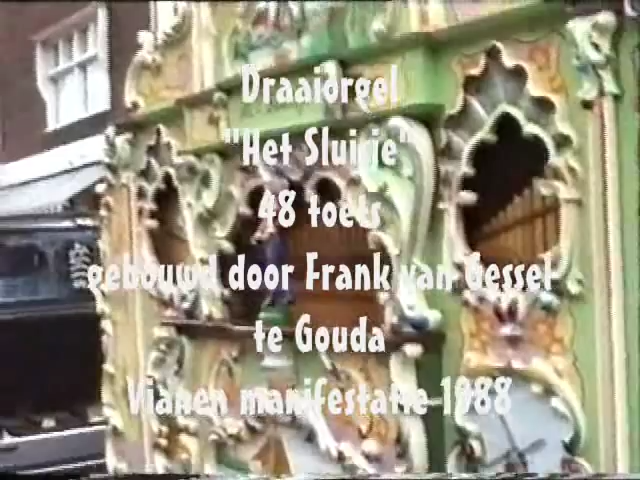 Draaiorgel
"Het Sluisje"
48 toets
gebouwd door Frank van Gessel
te Gouda
Vianen manifestatie 1988